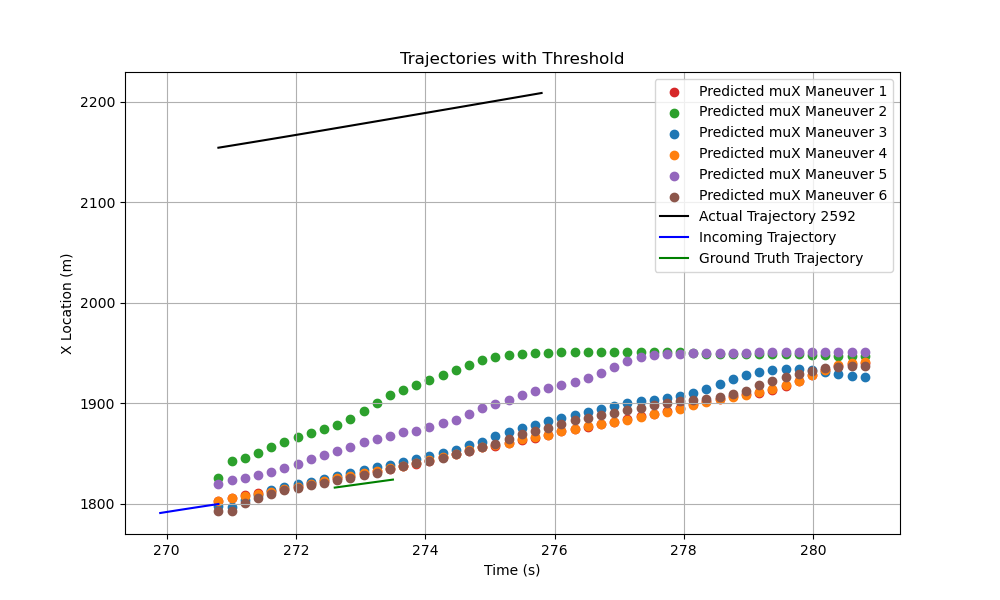 Trajectories with Threshold
Predicted muX Maneuver 1
Predicted muX Maneuver 2
Predicted muX Maneuver 3
Predicted muX Maneuver 4
Predicted muX Maneuver 5
Predicted muX Maneuver 6
Actual Trajectory 2592
Incoming Trajectory
Ground Truth Trajectory
X Location (m)
2200
2100
2000
1900
1800
270 272 274 276 278 280
Time (s)